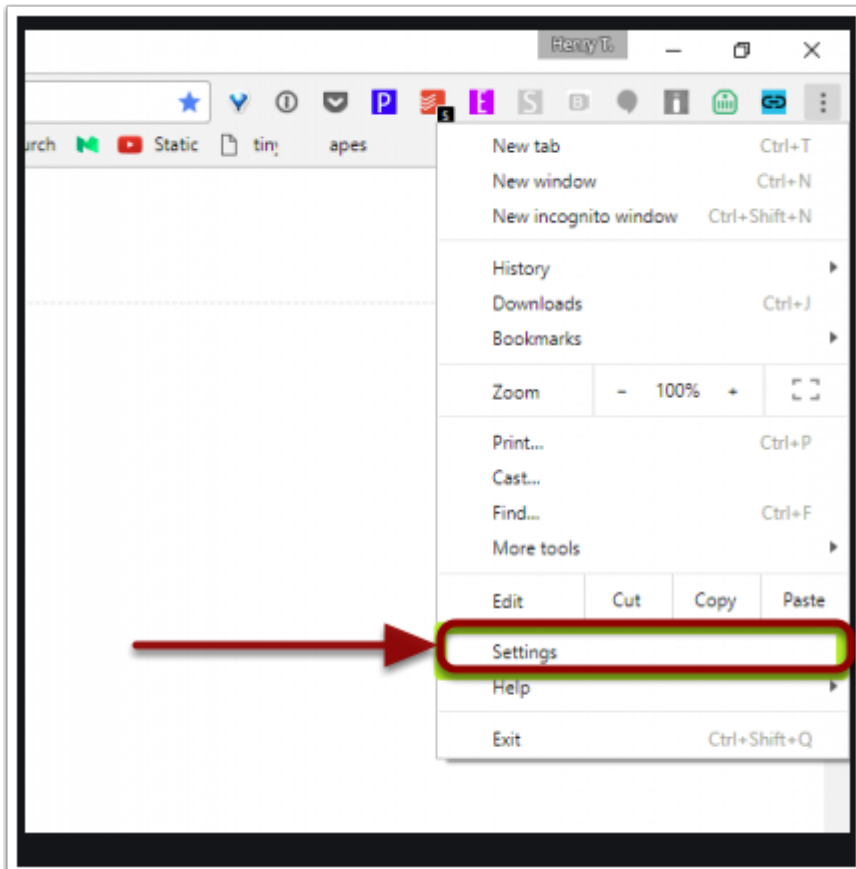 Henry T.
5
urch Static tiny apes
New tab Ctrl+T
New window Ctrl+N
New incognito window Ctrl+Shift+N
History
Downloads Ctrl+J
Bookmarks
Zoom - 100% +
Print... Ctrl+P
Cast...
Find... Ctrl+F
More tools
Edit Cut Copy Paste
Settings
Help
Exit Ctrl+Shift+Q